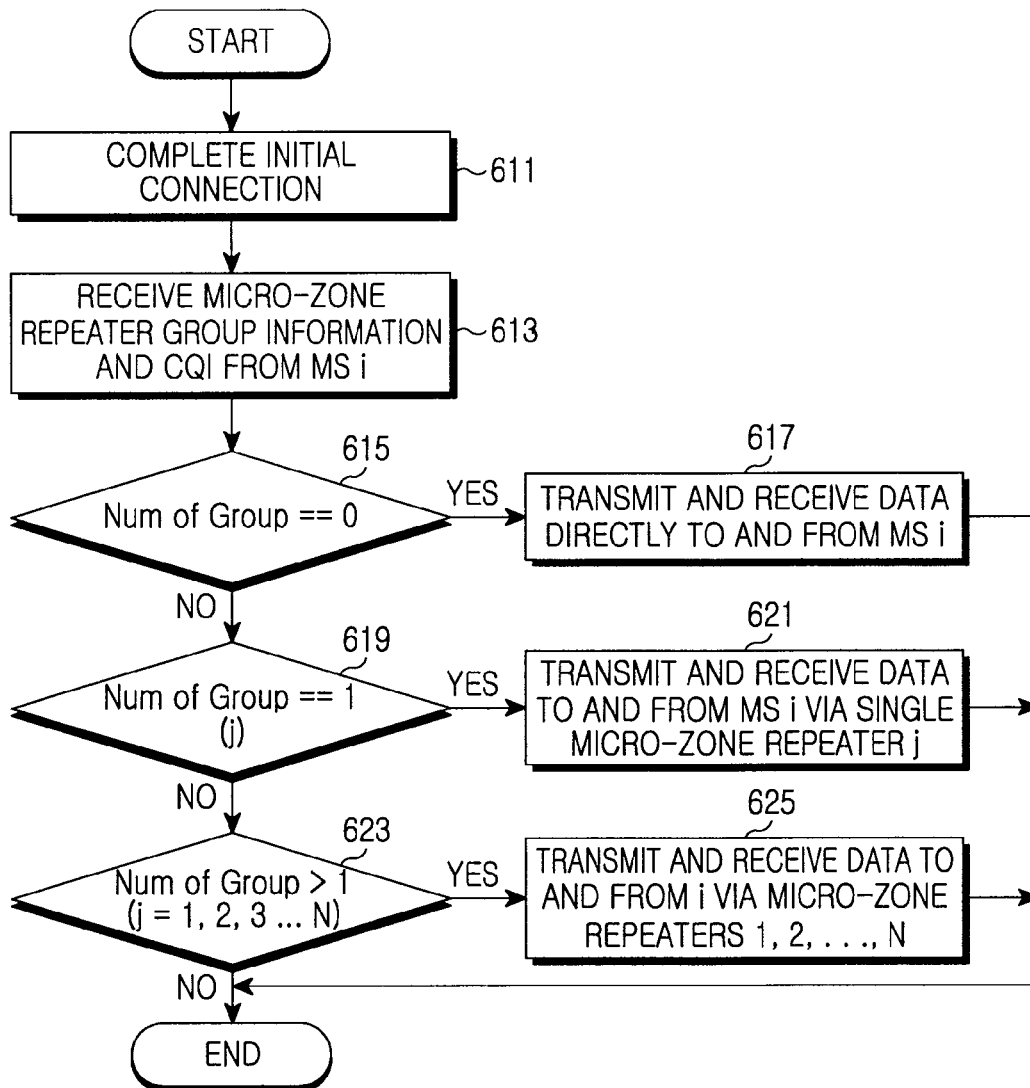 START
COMPLETE INITIAL
CONNECTION
611
RECEIVE MICRO-ZONE
REPEATER GROUP INFORMATION
AND CQI FROM MS i
613
615
Num of Group == 0
YES
NO
617
TRANSMIT AND RECEIVE DATA
DIRECTLY TO AND FROM MS i
619
Num of Group == 1
(j)
YES
NO
621
TRANSMIT AND RECEIVE DATA
TO AND FROM MS i VIA SINGLE
MICRO-ZONE REPEATER j
623
Num of Group > 1
(j = 1, 2, 3 ... N)
YES
NO
625
TRANSMIT AND RECEIVE DATA TO
AND FROM i VIA MICRO-ZONE
REPEATERS 1, 2, . . ., N
END